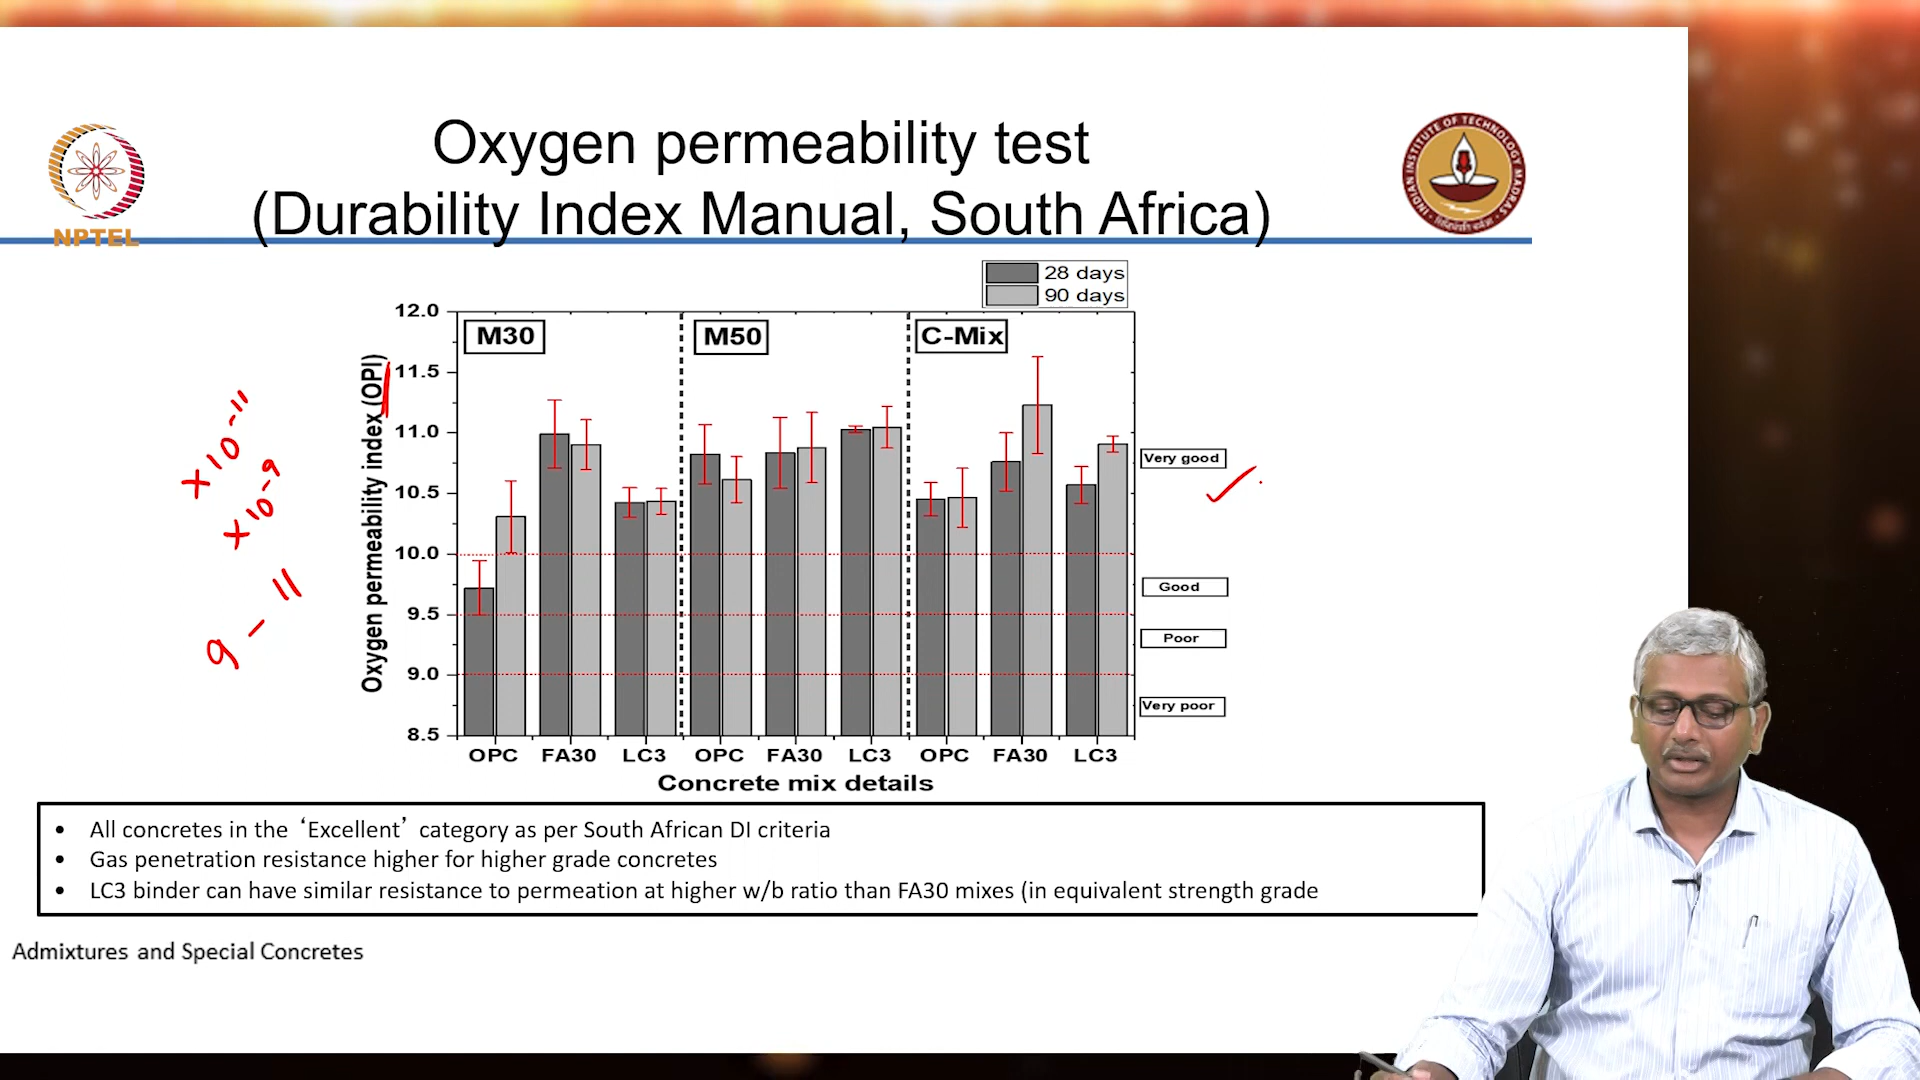 Oxygen permeability test
(Durability Index Manual, South Africa)
NPTEL
INDIAN INSTITUTE OF TECHNOLOGY MADRAS
28 days
90 days
M30
M50
C-Mix
Oxygen permeability index (OPI)
12.0
11.5
11.0
10.5
10.0
9.5
9.0
8.5
Very good
Good
Poor
Very poor
× 10-11
× 10-9
9 - 11
OPC FA30 LC3 OPC FA30 LC3 OPC FA30 LC3
Concrete mix details
• All concretes in the ‘Excellent’ category as per South African DI criteria
• Gas penetration resistance higher for higher grade concretes
• LC3 binder can have similar resistance to permeation at higher w/b ratio than FA30 mixes (in equivalent strength grade
Admixtures and Special Concretes